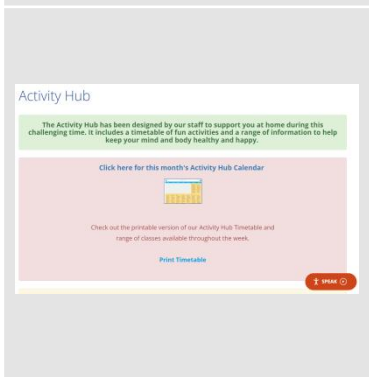 Activity Hub
The Activity Hub has been designed by our staff to support you at home during this
challenging time. It includes a timetable of fun activities and a range of information to help
keep your mind and body healthy and happy.
Click here for this month's Activity Hub Calendar
Check out the printable version of our Activity Hub Timetable and
range of classes available throughout the week.
Print Timetable
SPEAK